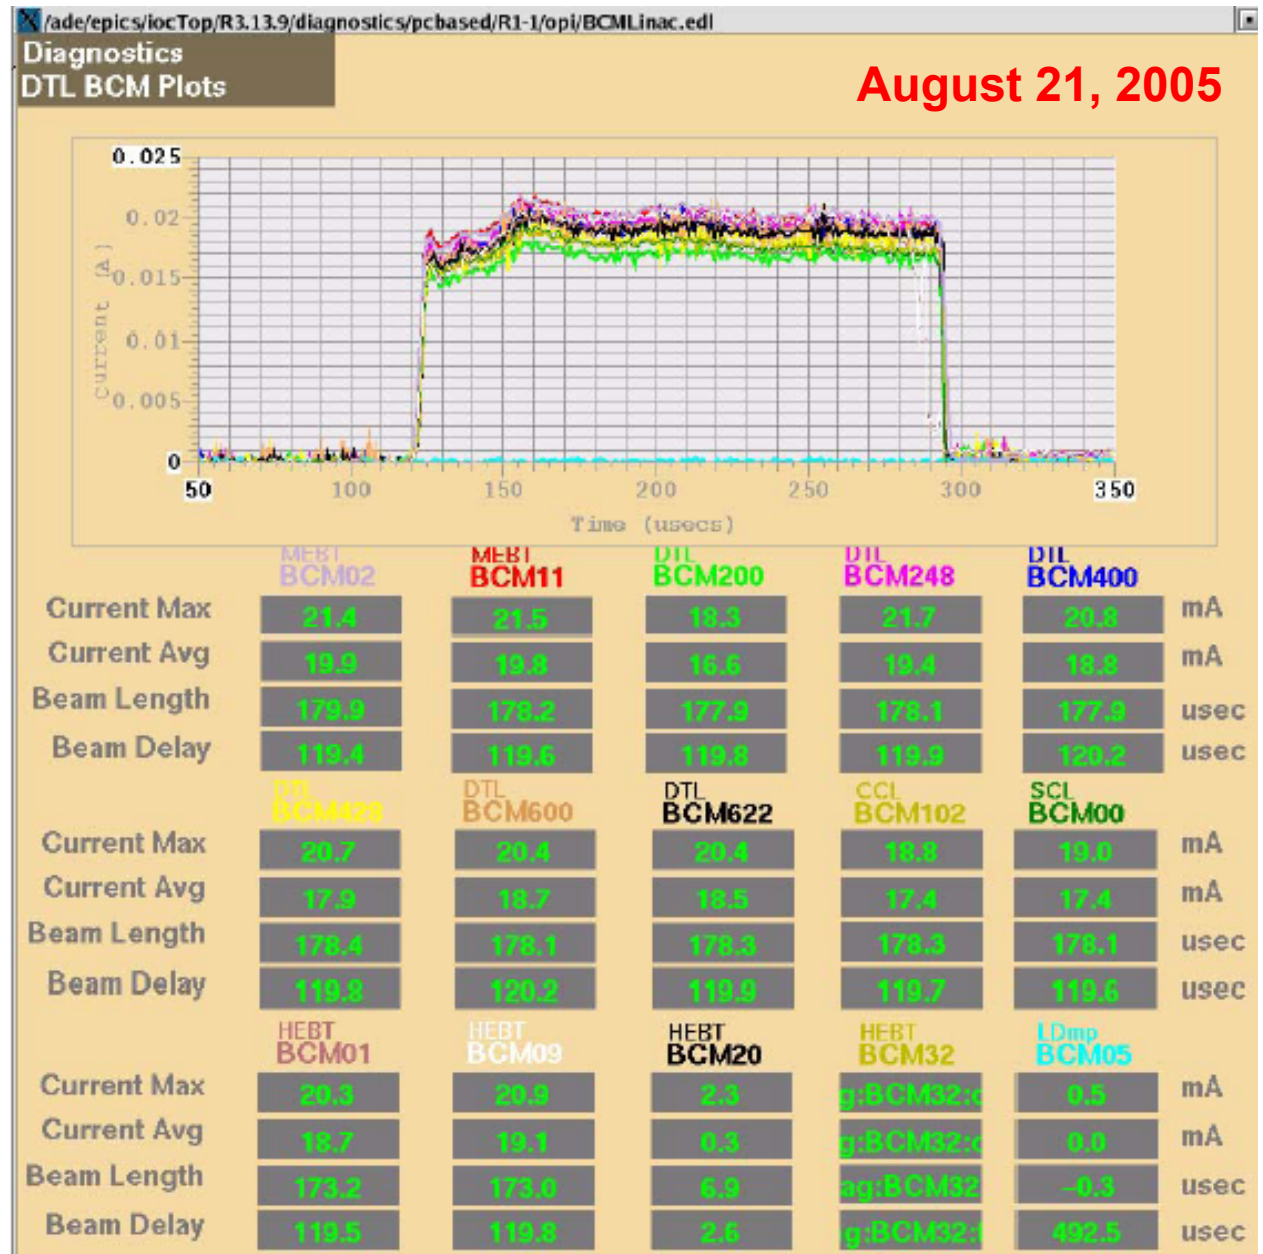 /ade/epics/iocTop/R3.13.9/diagnostics/pcbased/R1-1/opi/BCMLinac.edl
Diagnostics
DTL BCM Plots
August 21, 2005
0.025
0.02
0.015
0.01
0.005
0
Current (A)
50 100 150 200 250 300 350
Time (usecs)
MEBT MEBT DTL DTL DTL
BCM02 BCM11 BCM200 BCM248 BCM400
Current Max 21.4 21.5 18.3 21.7 20.8 mA
Current Avg 19.9 19.8 16.6 19.4 18.8 mA
Beam Length 179.9 178.2 177.9 178.1 177.9 usec
Beam Delay 119.4 119.6 119.8 119.9 120.2 usec
DTL DTL DTL CCL SCL
BCM428 BCM600 BCM622 BCM102 BCM00
Current Max 20.7 20.4 20.4 18.8 19.0 mA
Current Avg 17.9 18.7 18.5 17.4 17.4 mA
Beam Length 178.4 178.1 178.3 178.3 178.1 usec
Beam Delay 119.8 120.2 119.9 119.7 119.6 usec
HEBT HEBT HEBT HEBT LDmp
BCM01 BCM09 BCM20 BCM32 BCM05
Current Max 20.3 20.9 2.3 g:BCM32:c 0.5 mA
Current Avg 18.7 19.1 0.3 g:BCM32:c 0.0 mA
Beam Length 173.2 173.0 6.9 ag:BCM32 -0.3 usec
Beam Delay 119.5 119.8 2.6 g:BCM32:t 492.5 usec